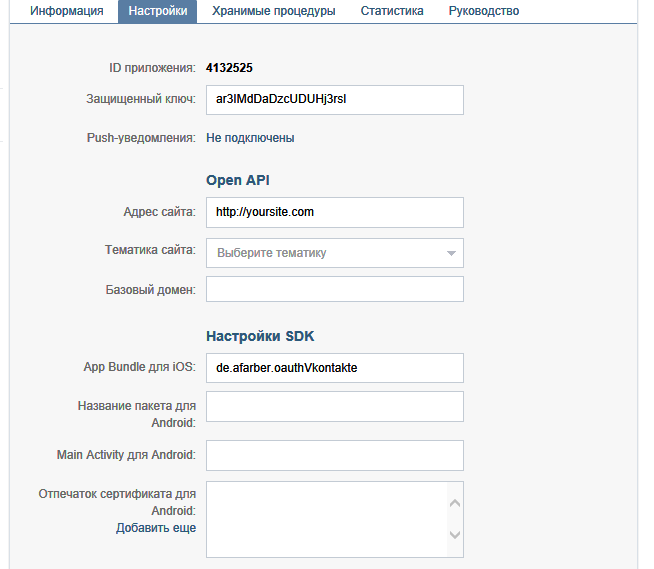 Информация Настройки Хранимые процедуры Статистика Руководство
ID приложения: 4132525
Защищенный ключ: ar3IMdDaDzcUDUHj3rsI
Push-уведомления: Не подключены
Open API
Адрес сайта: http://yoursite.com
Тематика сайта: Выберите тематику
Базовый домен:
Настройки SDK
App Bundle для iOS: de.afarber.oauthVkontakte
Название пакета для
Android:
Main Activity для Android:
Отпечаток сертификата для
Android:
Добавить еще